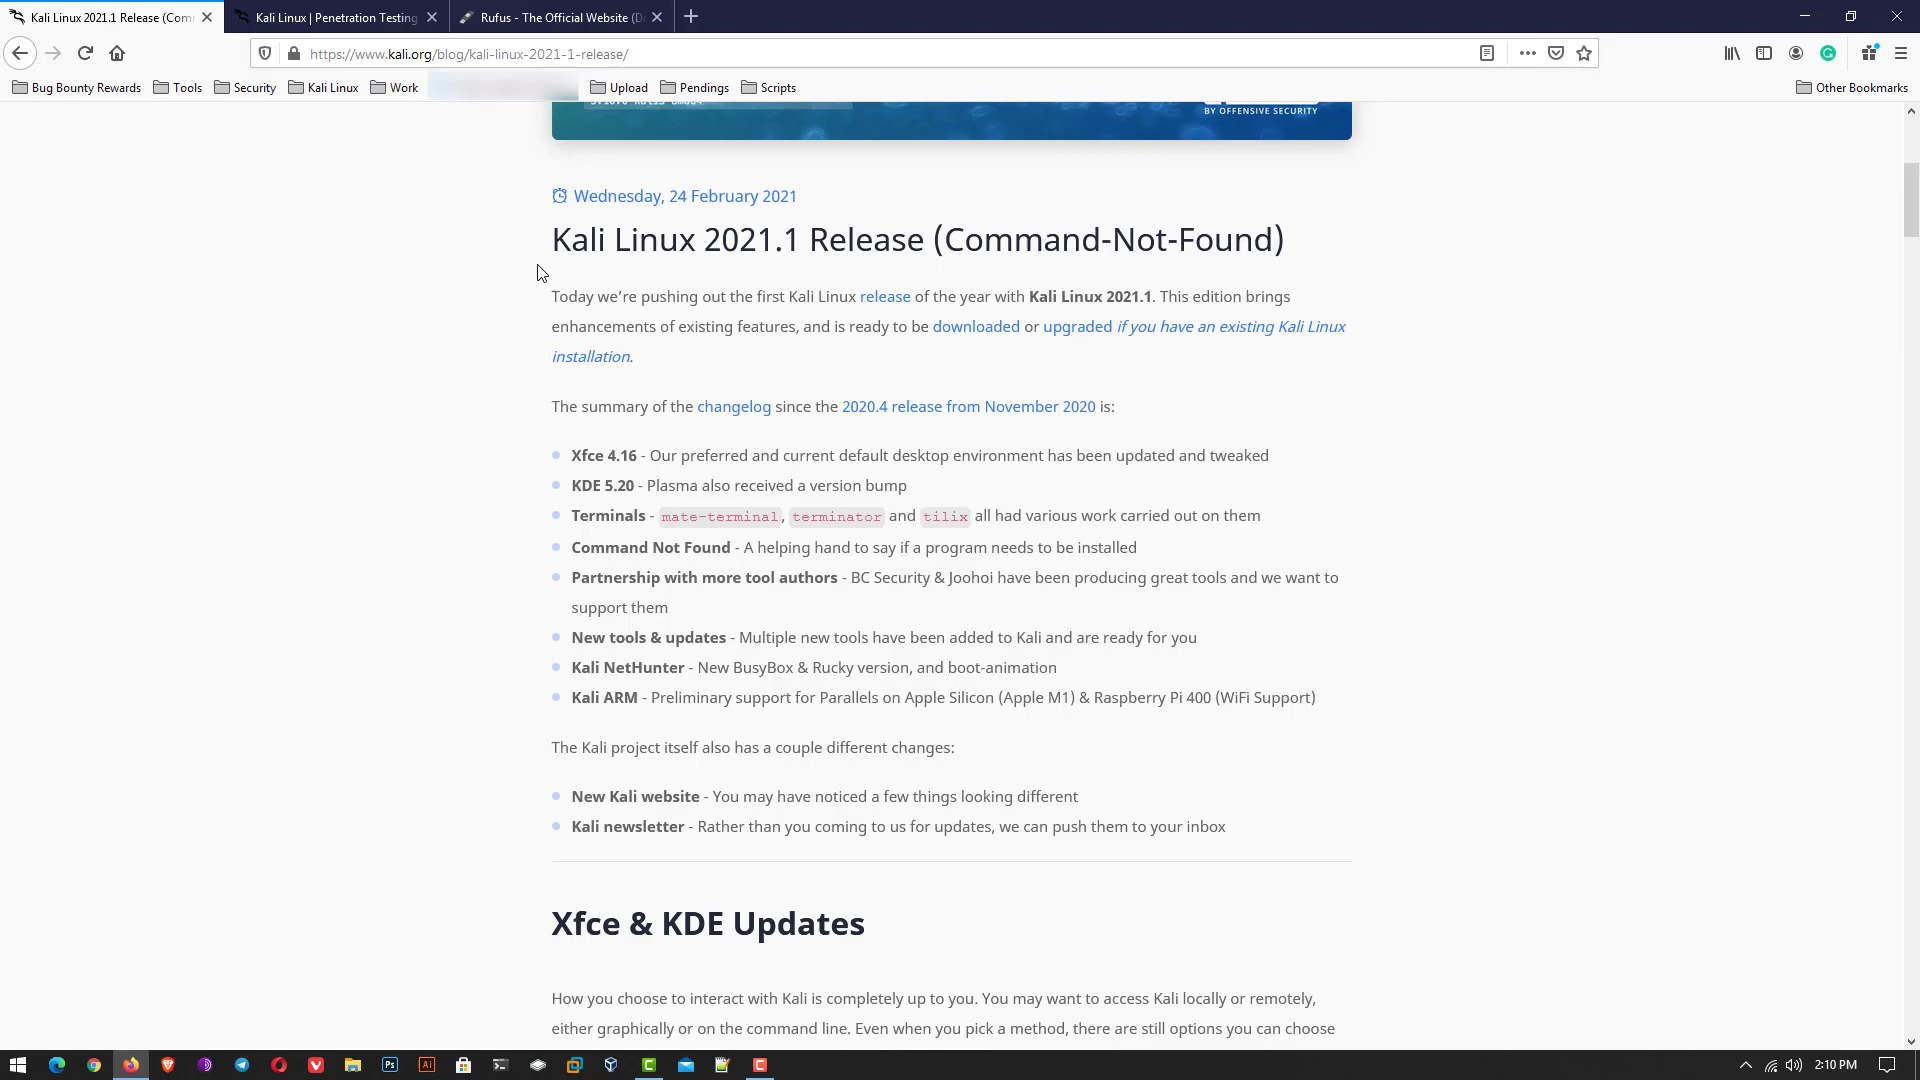 Kali Linux 2021.1 Release (Com
Kali Linux | Penetration Testing
Rufus - The Official Website (D
https://www.kali.org/blog/kali-linux-2021-1-release/
Bug Bounty Rewards
Tools
Security
Kali Linux
Work
Upload
Pendings
Scripts
Other Bookmarks
BY OFFENSIVE SECURITY
Wednesday, 24 February 2021
Kali Linux 2021.1 Release (Command-Not-Found)
Today we’re pushing out the first Kali Linux release of the year with Kali Linux 2021.1. This edition brings
enhancements of existing features, and is ready to be downloaded or upgraded if you have an existing Kali Linux
installation.
The summary of the changelog since the 2020.4 release from November 2020 is:
Xfce 4.16 - Our preferred and current default desktop environment has been updated and tweaked
KDE 5.20 - Plasma also received a version bump
Terminals - mate-terminal, terminator and tilix all had various work carried out on them
Command Not Found - A helping hand to say if a program needs to be installed
Partnership with more tool authors - BC Security & Joohoi have been producing great tools and we want to
support them
New tools & updates - Multiple new tools have been added to Kali and are ready for you
Kali NetHunter - New BusyBox & Rucky version, and boot-animation
Kali ARM - Preliminary support for Parallels on Apple Silicon (Apple M1) & Raspberry Pi 400 (WiFi Support)
The Kali project itself also has a couple different changes:
New Kali website - You may have noticed a few things looking different
Kali newsletter - Rather than you coming to us for updates, we can push them to your inbox
Xfce & KDE Updates
How you choose to interact with Kali is completely up to you. You may want to access Kali locally or remotely,
either graphically or on the command line. Even when you pick a method, there are still options you can choose
Ps
Ai
2:10 PM